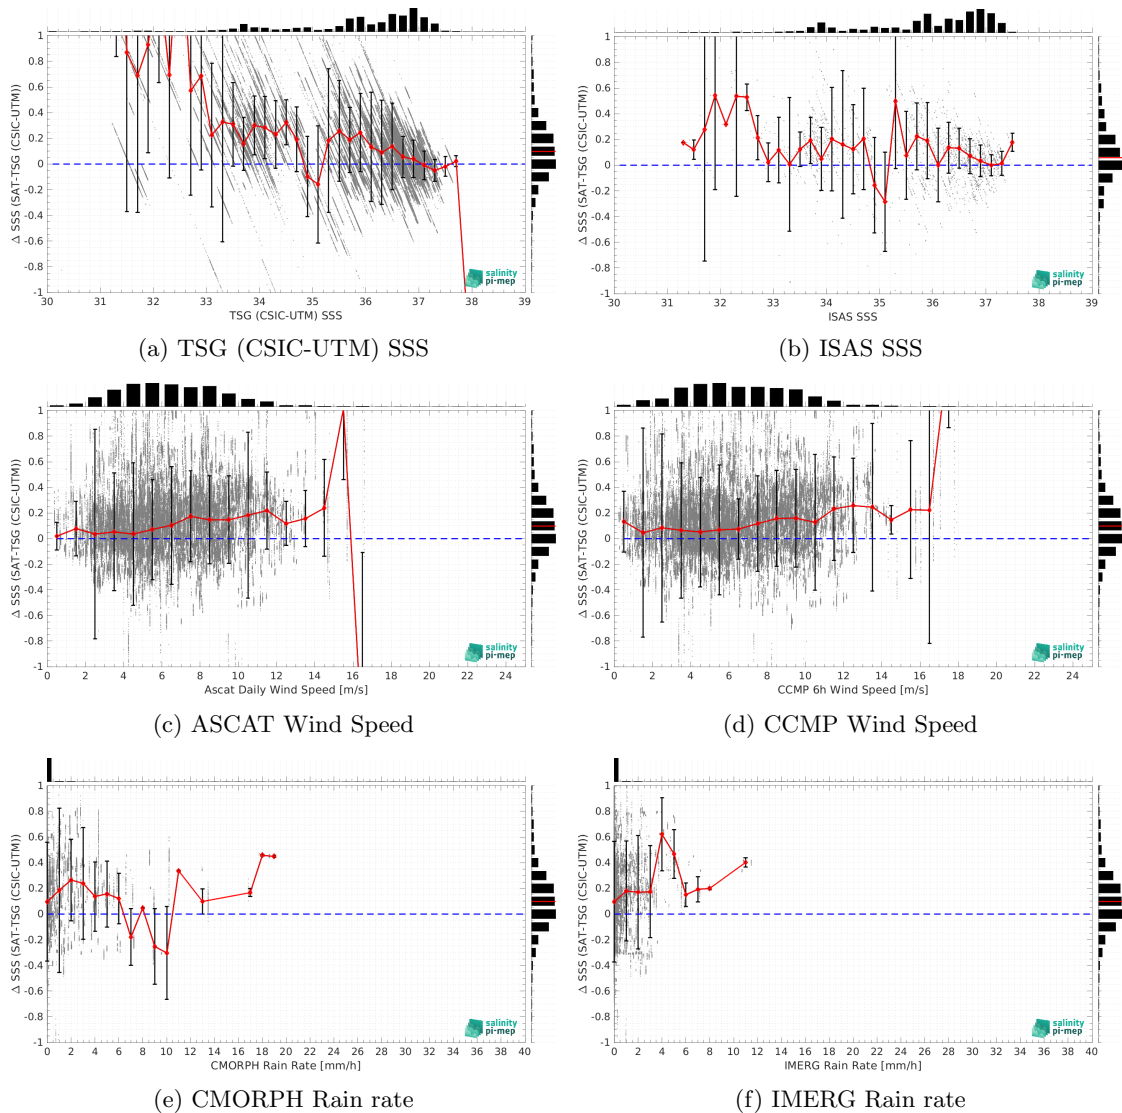 1
0.8
0.6
0.4
0.2
0
-0.2
-0.4
-0.6
-0.8
-1
Δ SSS (SAT-TSG (CSIC-UTM))
30 31 32 33 34 35 36 37 38 39
TSG (CSIC-UTM) SSS
salinity
pi-mep
(a) TSG (CSIC-UTM) SSS
1
0.8
0.6
0.4
0.2
0
-0.2
-0.4
-0.6
-0.8
-1
Δ SSS (SAT-TSG (CSIC-UTM))
30 31 32 33 34 35 36 37 38 39
ISAS SSS
salinity
pi-mep
(b) ISAS SSS
1
0.8
0.6
0.4
0.2
0
-0.2
-0.4
-0.6
-0.8
-1
Δ SSS (SAT-TSG (CSIC-UTM))
0 2 4 6 8 10 12 14 16 18 20 22 24
Ascat Daily Wind Speed [m/s]
salinity
pi-mep
(c) ASCAT Wind Speed
1
0.8
0.6
0.4
0.2
0
-0.2
-0.4
-0.6
-0.8
-1
Δ SSS (SAT-TSG (CSIC-UTM))
0 2 4 6 8 10 12 14 16 18 20 22 24
CCMP 6h Wind Speed [m/s]
salinity
pi-mep
(d) CCMP Wind Speed
1
0.8
0.6
0.4
0.2
0
-0.2
-0.4
-0.6
-0.8
-1
Δ SSS (SAT-TSG (CSIC-UTM))
0 2 4 6 8 10 12 14 16 18 20 22 24 26 28 30 32 34 36 38 40
CMORPH Rain Rate [mm/h]
salinity
pi-mep
(e) CMORPH Rain rate
1
0.8
0.6
0.4
0.2
0
-0.2
-0.4
-0.6
-0.8
-1
Δ SSS (SAT-TSG (CSIC-UTM))
0 2 4 6 8 10 12 14 16 18 20 22 24 26 28 30 32 34 36 38 40
IMERG Rain Rate [mm/h]
salinity
pi-mep
(f) IMERG Rain rate